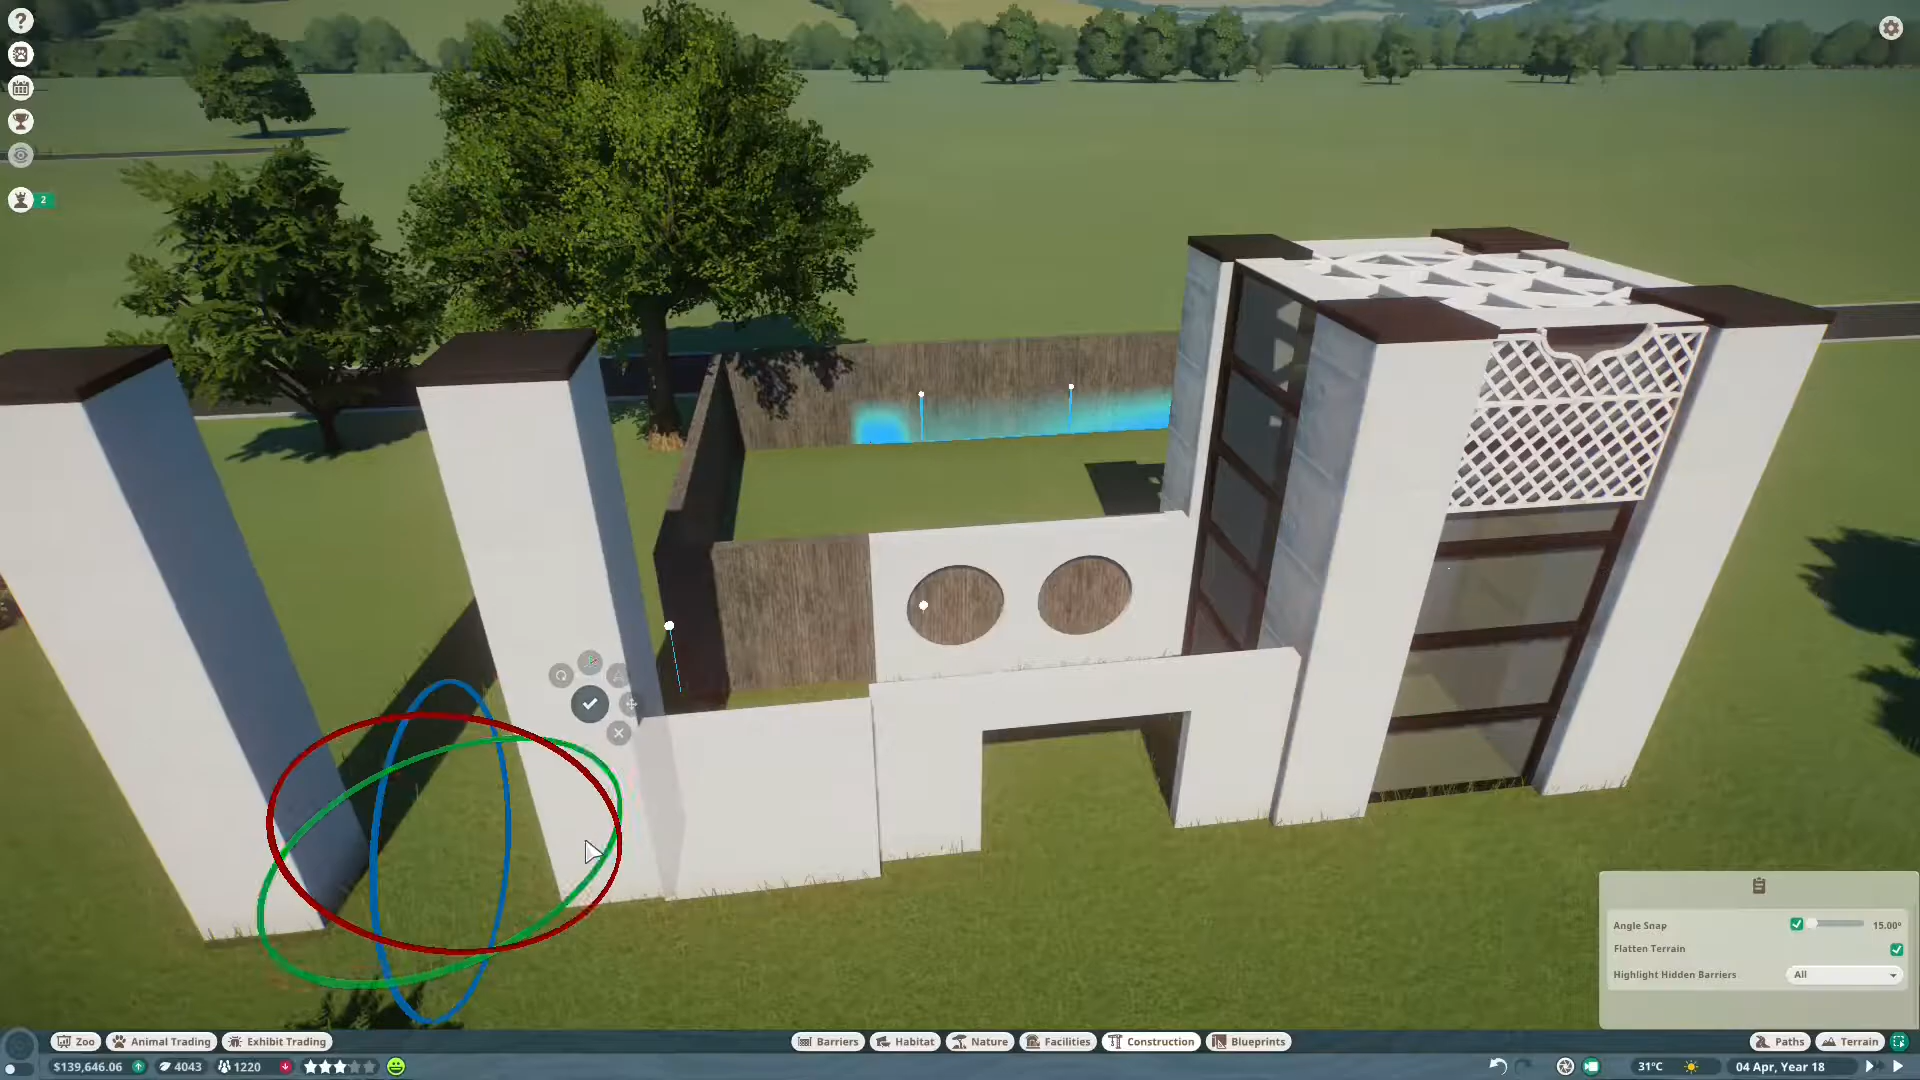 ?
2
Angle Snap 15.00°
Flatten Terrain
Highlight Hidden Barriers All
Zoo Animal Trading Exhibit Trading Barriers Habitat Nature Facilities Construction Blueprints Paths Terrain
$139,646.06 4043 1220 31°C 04 Apr, Year 18